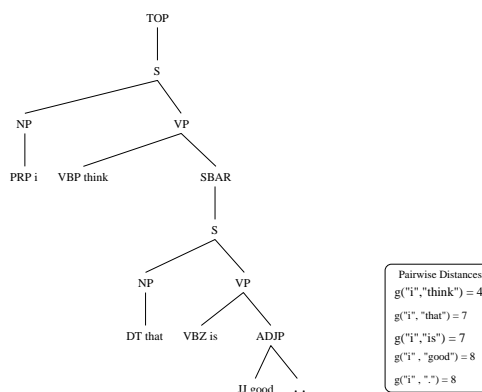 TOP
S
NP VP
PRP i VBP think SBAR
S
NP VP
DT that VBZ is ADJP
JJ good . .
Pairwise Distances
g("i","think") = 4
g("i", "that") = 7
g("i","is") = 7
g("i" , "good") = 8
g("i" , ".") = 8